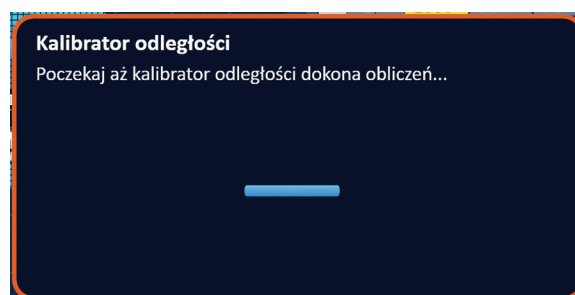 Kalibrator odległości
Poczekaj aż kalibrator odległości dokona obliczeń...